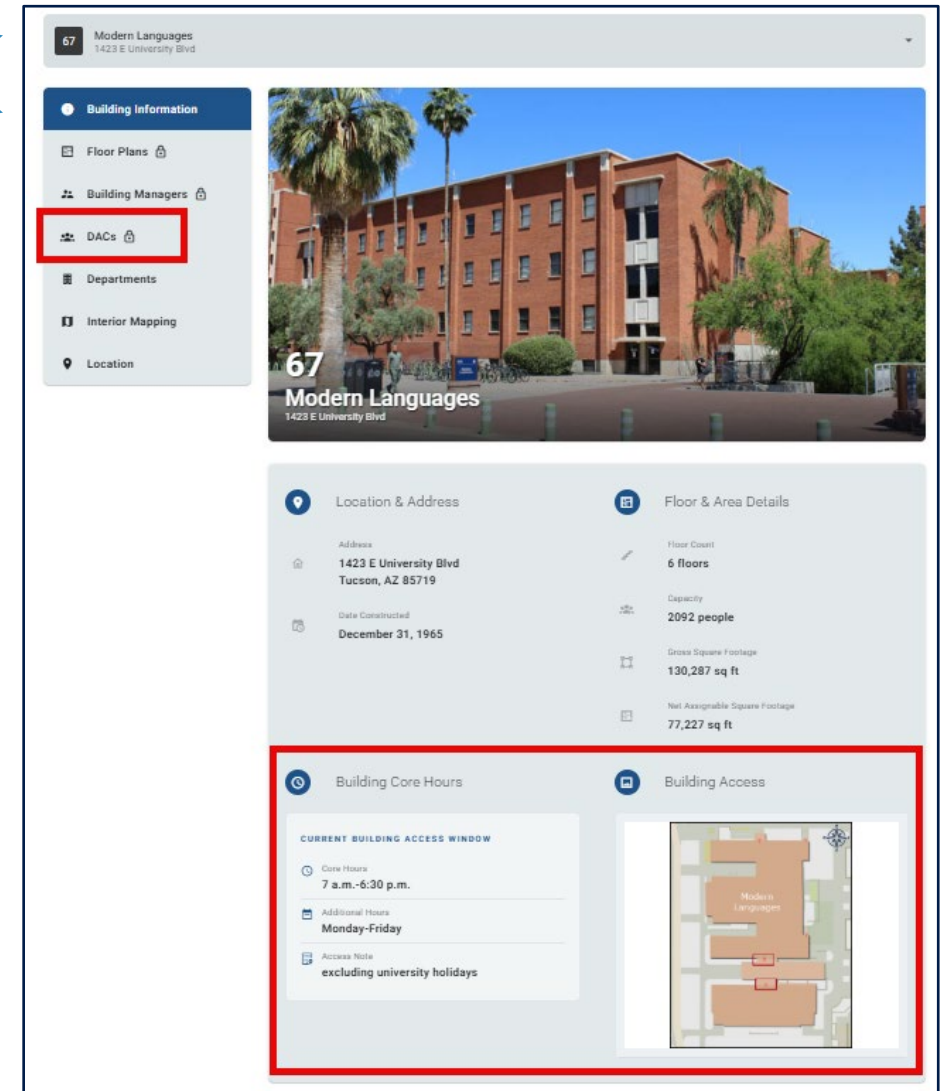 67
Modern Languages
1423 E University Blvd
Building Information
Floor Plans
Building Managers
DACs
Departments
Interior Mapping
Location
67
Modern Languages
1423 E University Blvd
Location & Address
Address
1423 E University Blvd
Tucson, AZ 85719
Date Constructed
December 31, 1965
Floor & Area Details
Floor Count
6 floors
Capacity
2092 people
Gross Square Footage
130,287 sq ft
Net Assignable Square Footage
77,227 sq ft
Building Core Hours
CURRENT BUILDING ACCESS WINDOW
Core Hours
7 a.m.-6:30 p.m.
Additional Hours
Monday-Friday
Access Note
excluding university holidays
Building Access
Modern
Languages